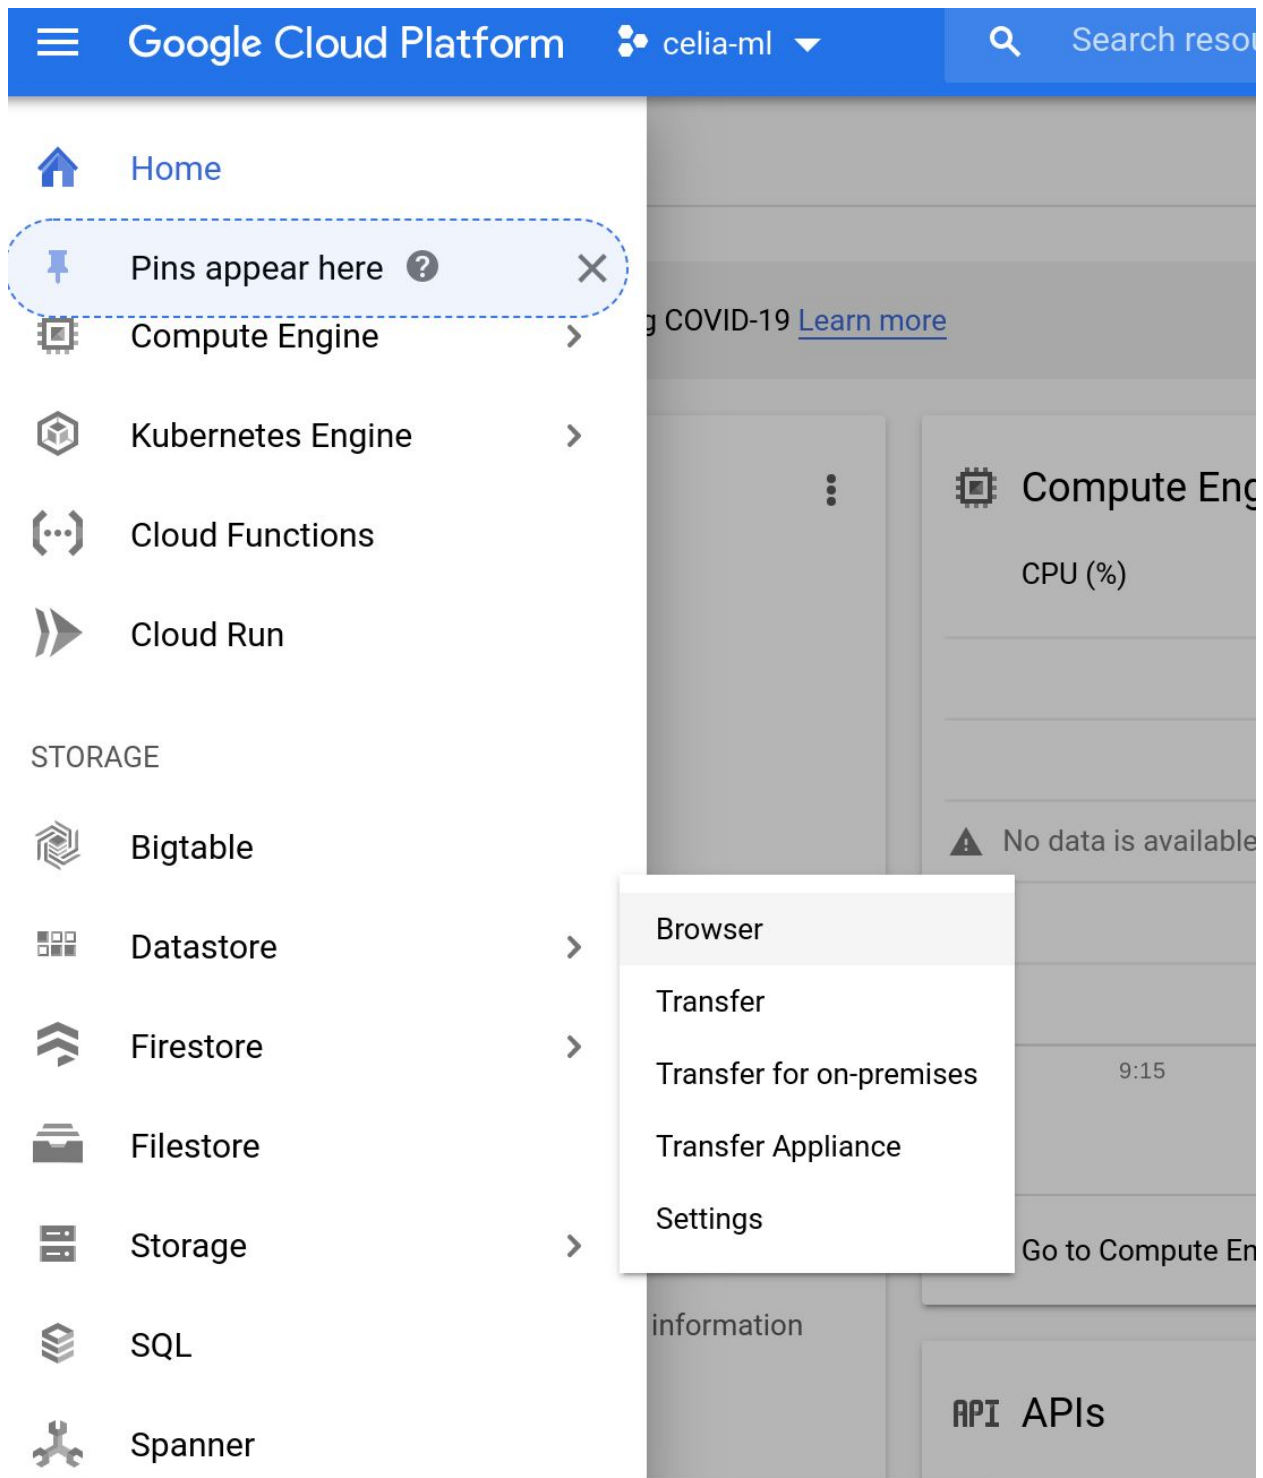 Google Cloud Platform
celia-ml
Search resou
Home
Pins appear here
Compute Engine
Kubernetes Engine
Cloud Functions
Cloud Run
STORAGE
Bigtable
Datastore
Firestore
Filestore
Storage
SQL
Spanner
Browser
Transfer
Transfer for on-premises
Transfer Appliance
Settings
g COVID-19 Learn more
Compute Eng
CPU (%)
No data is available
9:15
Go to Compute En
information
API APIs